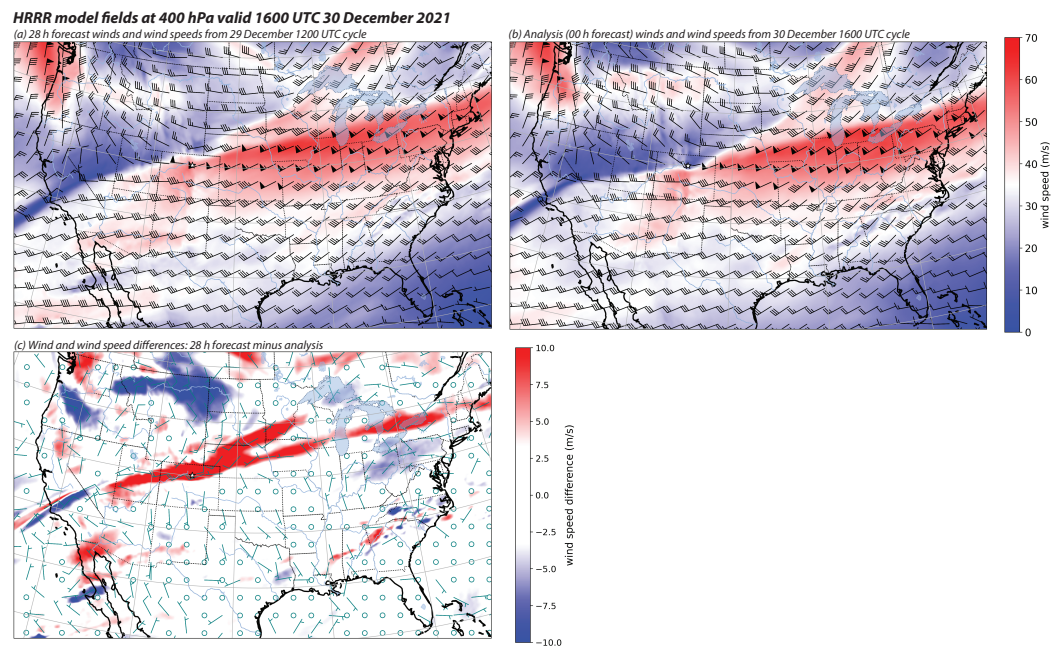 HRRR model fields at 400 hPa valid 1600 UTC 30 December 2021
(a) 28 h forecast winds and wind speeds from 29 December 1200 UTC cycle
(b) Analysis (00 h forecast) winds and wind speeds from 30 December 1600 UTC cycle
70
60
50
40
30
20
10
0
wind speed (m/s)
(c) Wind and wind speed differences: 28 h forecast minus analysis
10.0
7.5
5.0
2.5
0.0
−2.5
−5.0
−7.5
−10.0
wind speed difference (m/s)